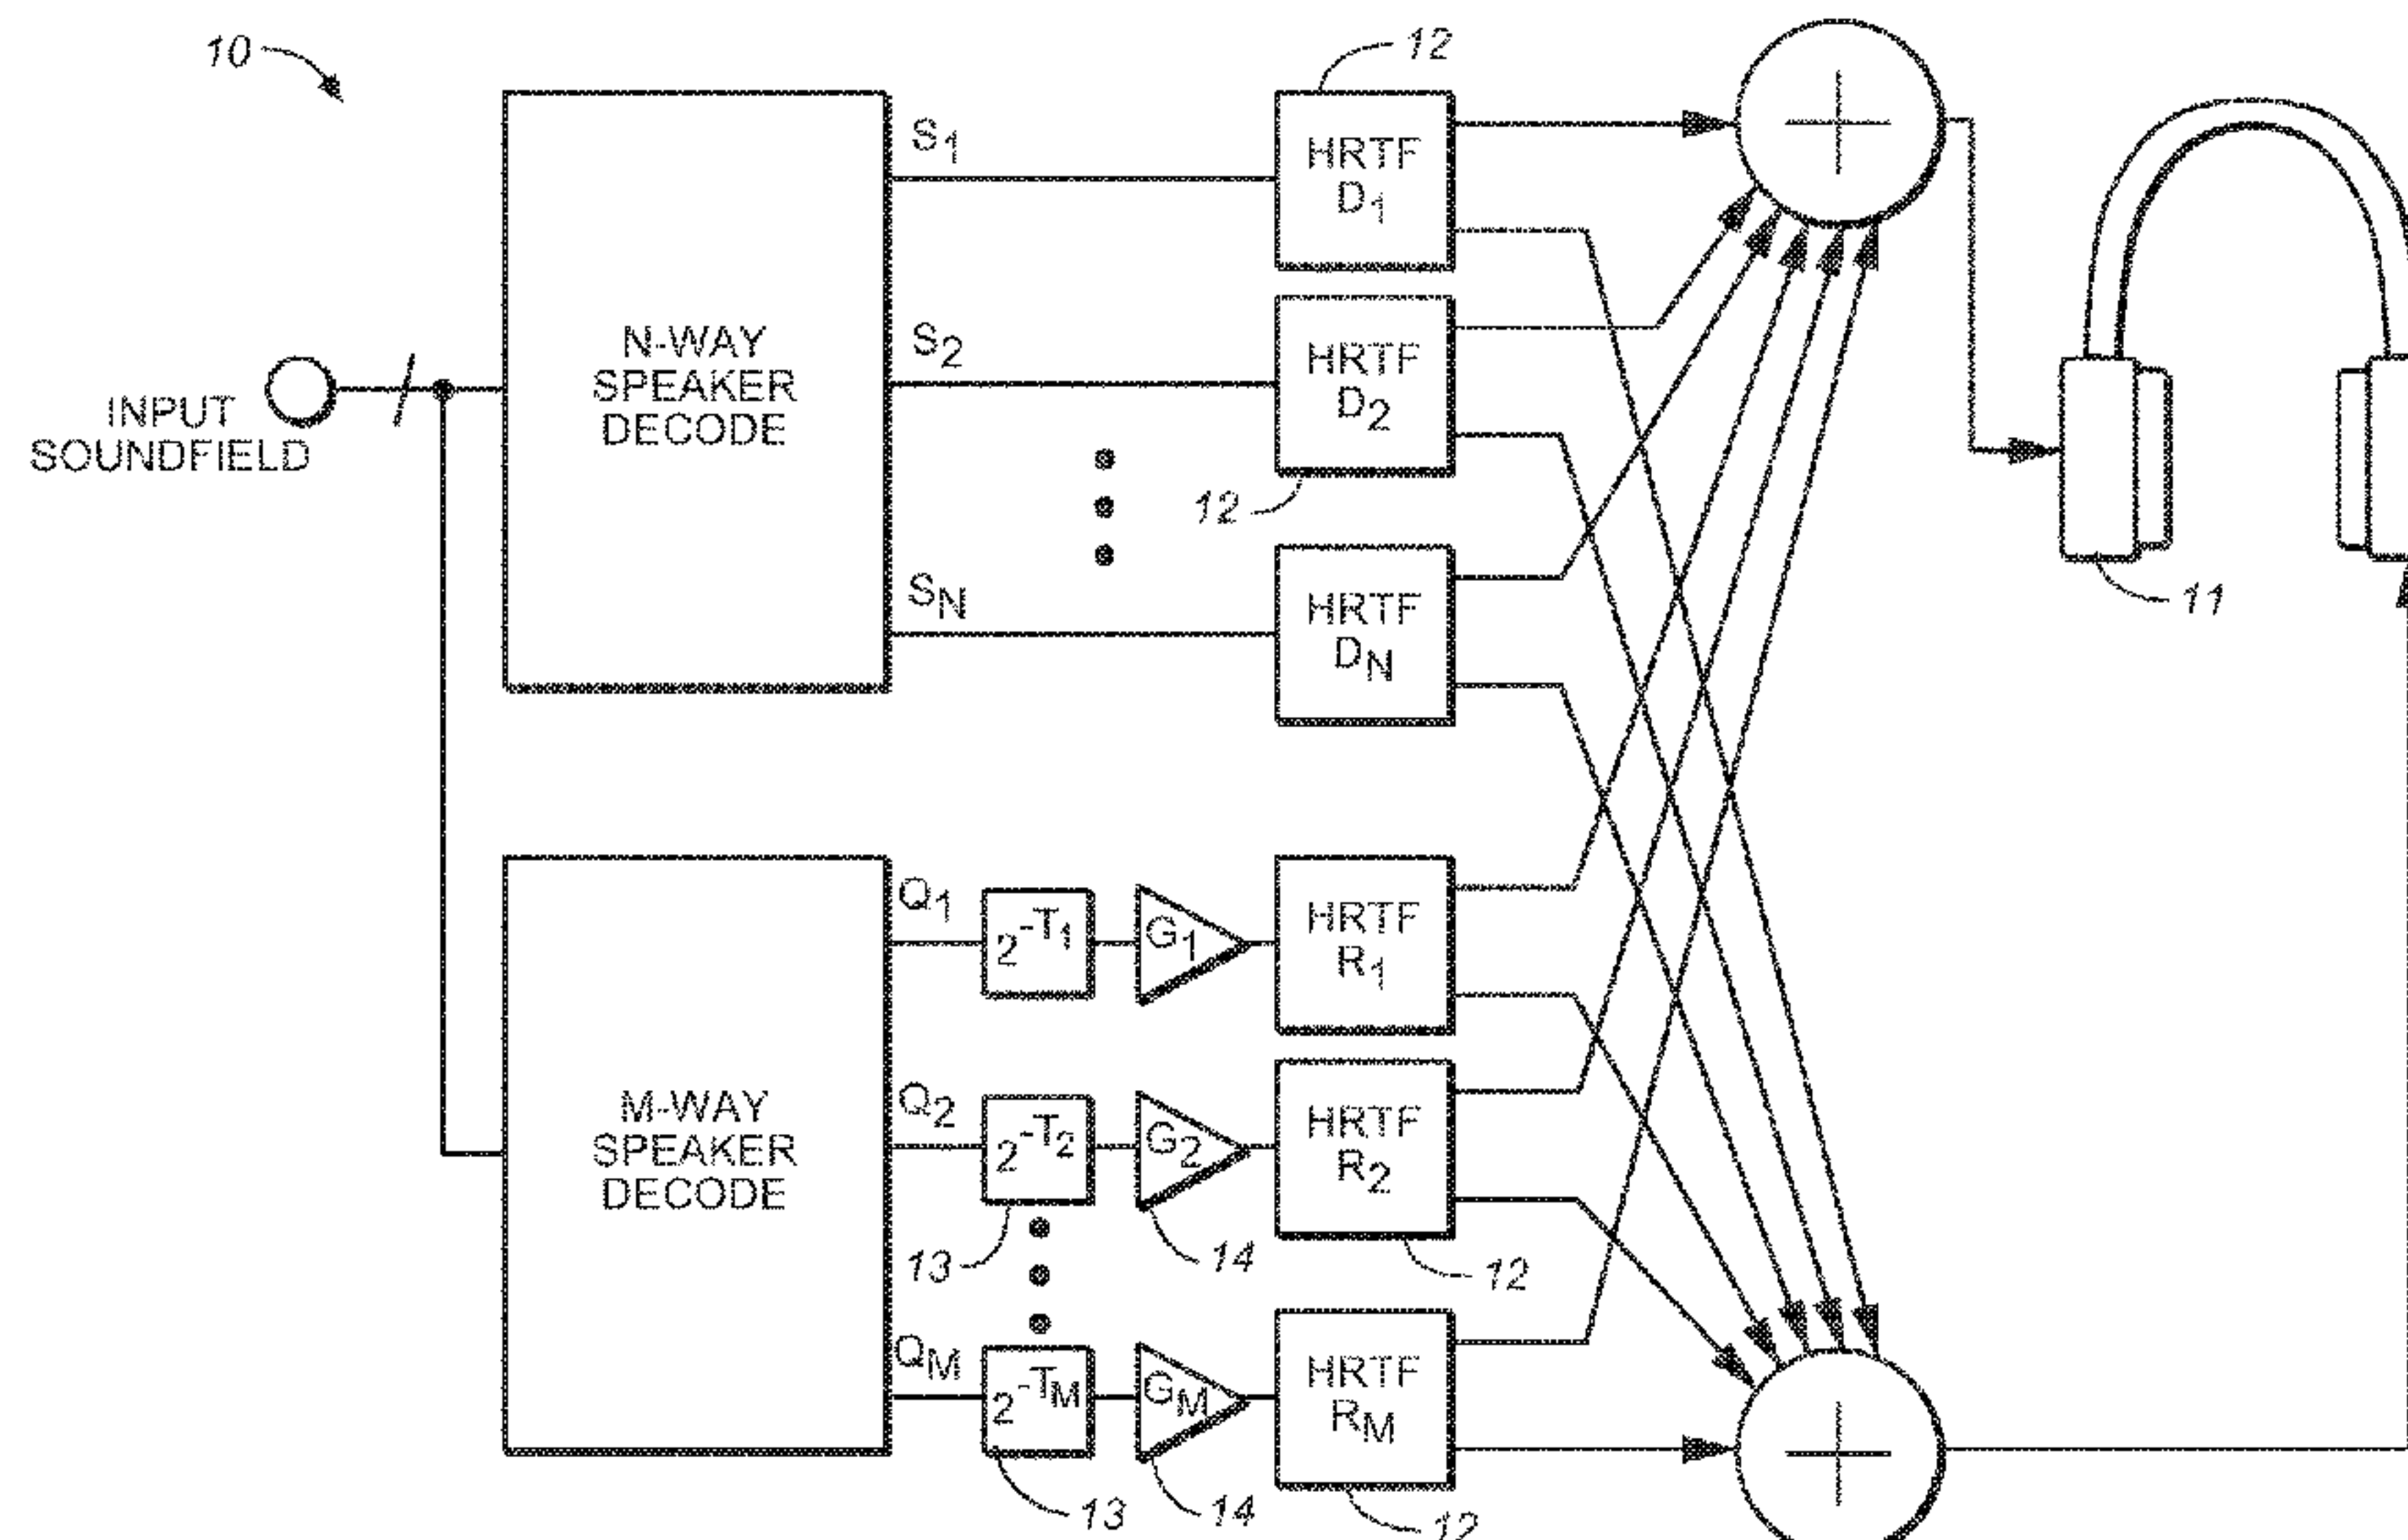 10
12
S1
HRTF
D1
N-WAY
SPEAKER
DECODE
S2
HRTF
D2
INPUT
SOUNDFIELD
12
SN
HRTF
DN
11
Q1
2-T1
G1
HRTF
R1
M-WAY
SPEAKER
DECODE
Q2
2-T2
G2
HRTF
R2
13
14
12
QM
2-TM
GM
HRTF
RM
13
14
12